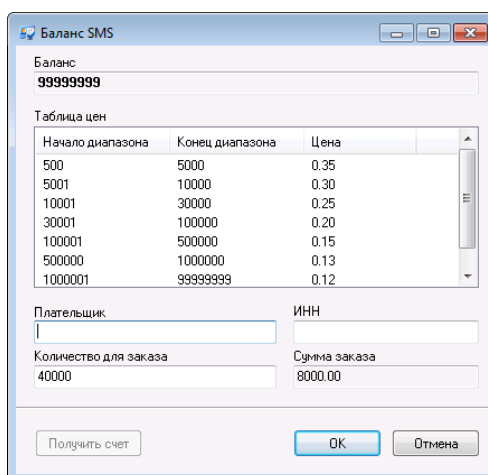 Баланс SMS
Баланс
99999999
Таблица цен
Начало диапазона Конец диапазона Цена
500 5000 0.35
5001 10000 0.30
10001 30000 0.25
30001 100000 0.20
100001 500000 0.15
500000 1000000 0.13
1000001 99999999 0.12
Плательщик ИНН
Количество для заказа Сумма заказа
40000 8000.00
Получить счет OK Отмена